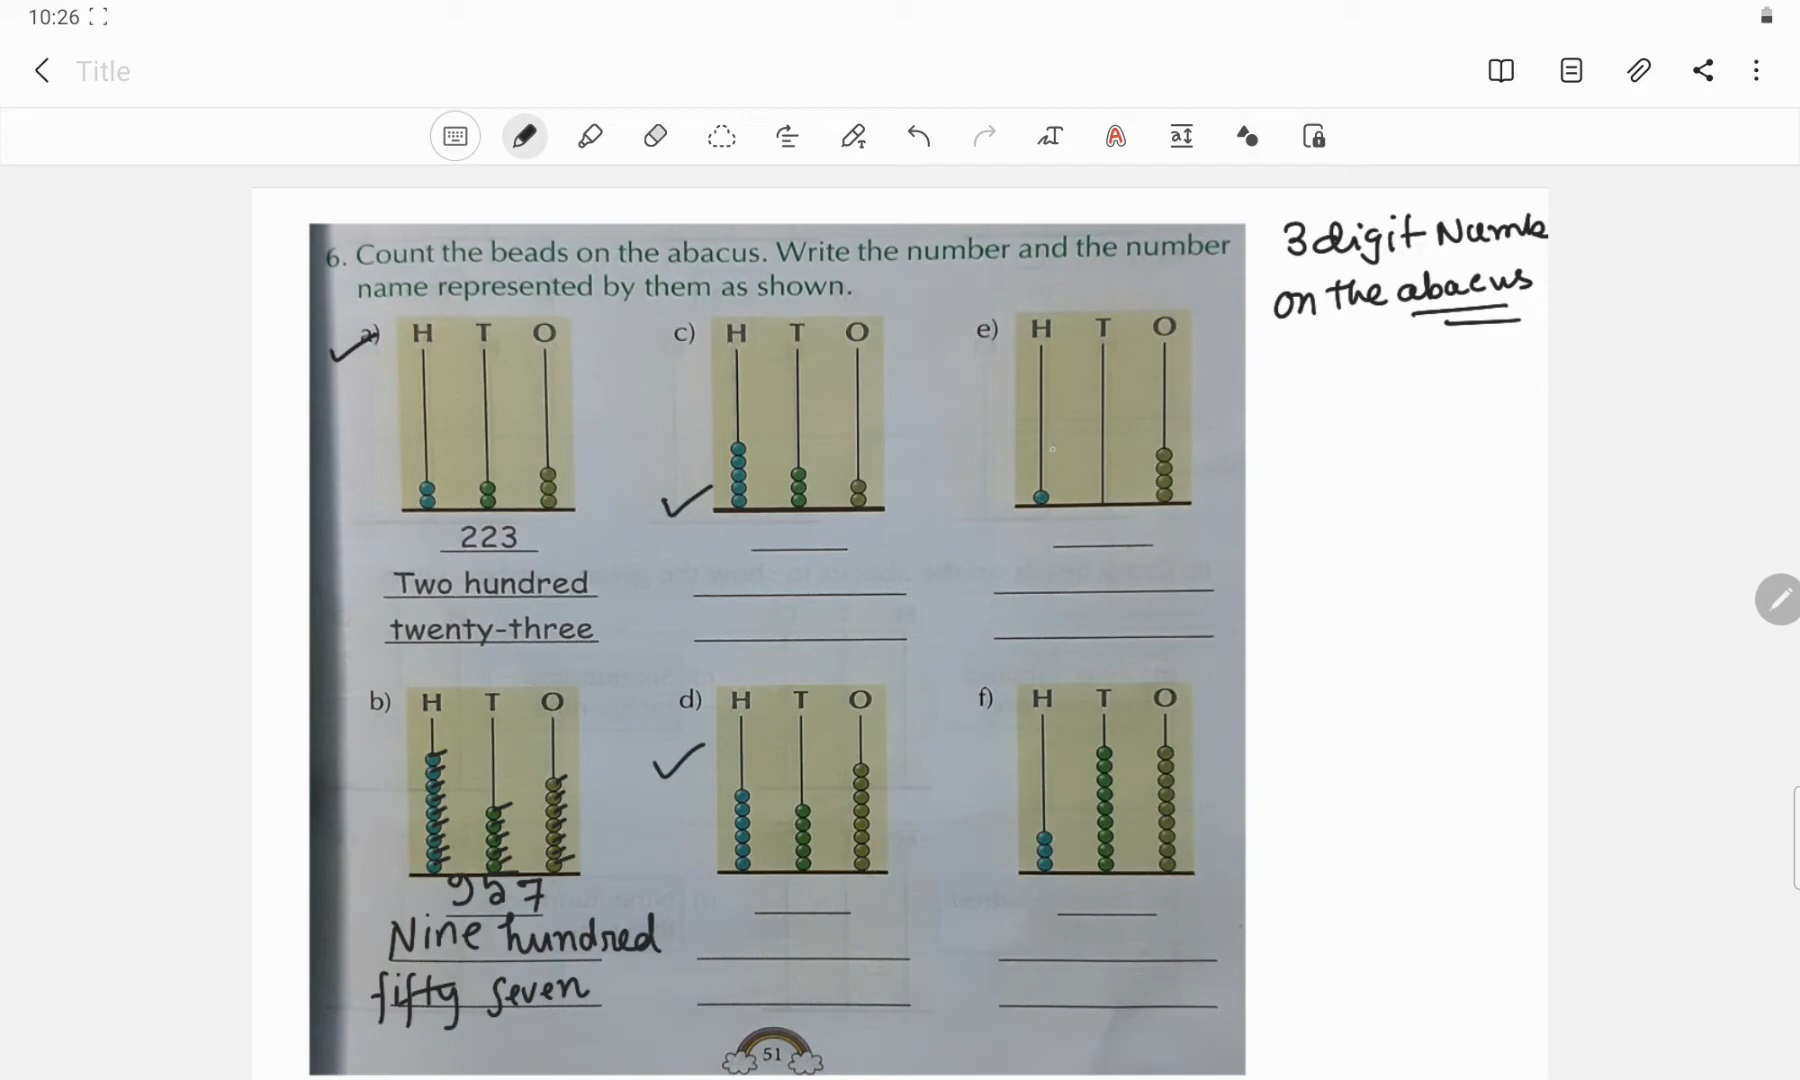 10:26
Title
6. Count the beads on the abacus. Write the number and the number
name represented by them as shown.
3 digit Numbe
on the abacus
a) H T O
c) H T O
e) H T O
223
Two hundred
twenty-three
b) H T O
d) H T O
f) H T O
957
Nine hundred
fifty seven
51